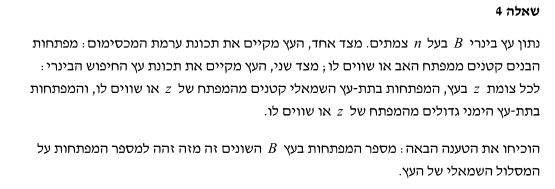 שאלה 4
נתון עץ בינרי B בעל n צמתים. מצד אחד, העץ מקיים את תכונת ערמת המכסימום: מפתחות
הבנים קטנים ממפתח האב או שווים לו; מצד שני, העץ מקיים את תכונת עץ החיפוש הבינרי:
לכל צומת z בעץ, המפתחות בתת-עץ השמאלי קטנים מהמפתח של z או שווים לו, והמפתחות
בתת-עץ הימני גדולים מהמפתח של z או שווים לו.
הוכיחו את הטענה הבאה: מספר המפתחות בעץ B השונים זה מזה זהה למספר המפתחות על
המסלול השמאלי של העץ.